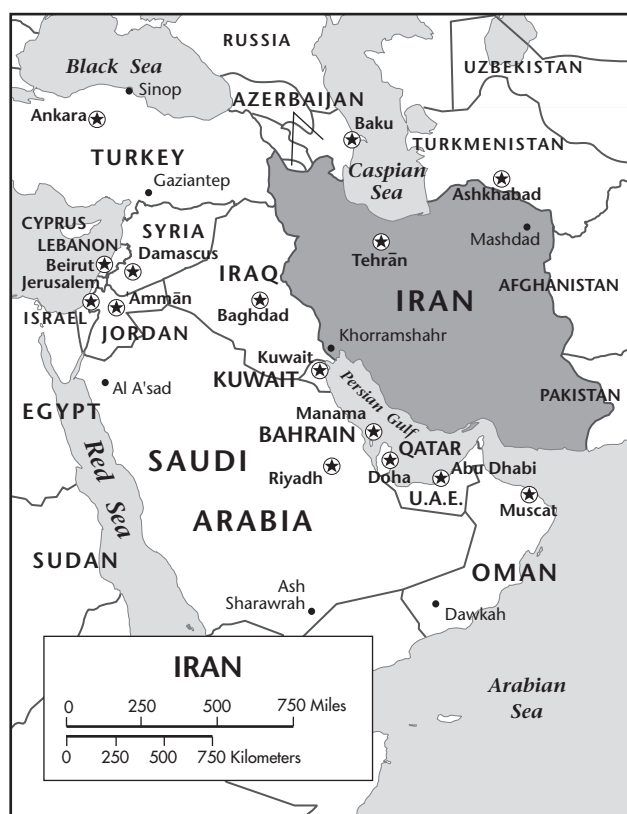 RUSSIA
Black Sea
Sinop
UZBEKISTAN
AZERBAIJAN
Ankara
Baku
TURKMENISTAN
TURKEY
Caspian
Sea
Gaziantep
Ashkhabad
CYPRUS
SYRIA
LEBANON
Mashdad
Beirut
Damascus
Tehrān
Jerusalem
IRAQ
AFGHANISTAN
'Ammān
IRAN
Baghdad
ISRAEL
JORDAN
Khorramshahr
Kuwait
KUWAIT
Al A'sad
Persian Gulf
PAKISTAN
EGYPT
Manama
BAHRAIN
Red Sea
QATAR
SAUDI
Riyadh
Doha
Abu Dhabi
U.A.E.
Muscat
ARABIA
SUDAN
OMAN
Ash
Sharawrah
Dawkah
IRAN
0 250 500 750 Miles
0 250 500 750 Kilometers
Arabian
Sea